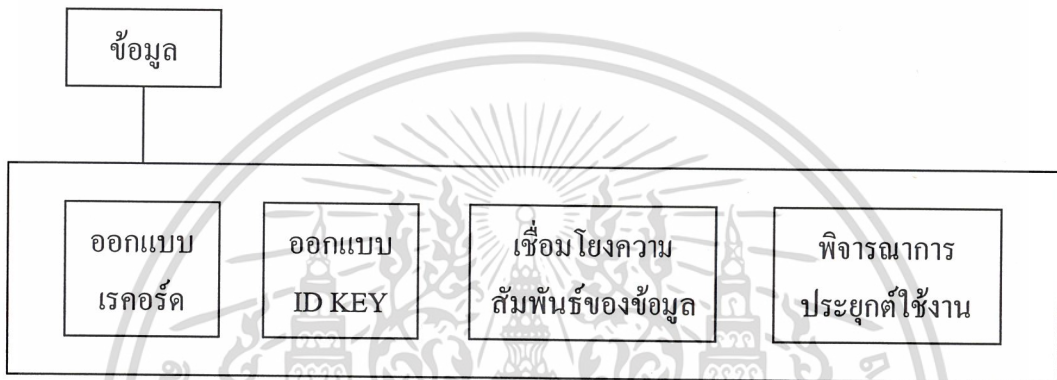 ข้อมูล
ออกแบบ
เรคอร์ด
ออกแบบ
ID KEY
เชื่อมโยงความ
สัมพันธ์ของข้อมูล
พิจารณาการ
ประยุกต์ใช้งาน